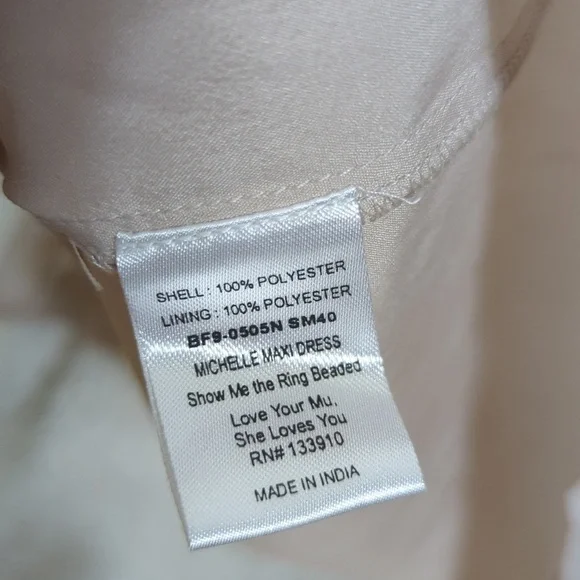 SHELL: 100% POLYESTER
LINING: 100% POLYESTER
BF9-0505N SM40
MICHELLE MAXI DRESS
Show Me the Ring Beaded
Love Your Mu,
She Loves You
RN# 133910
MADE IN INDIA